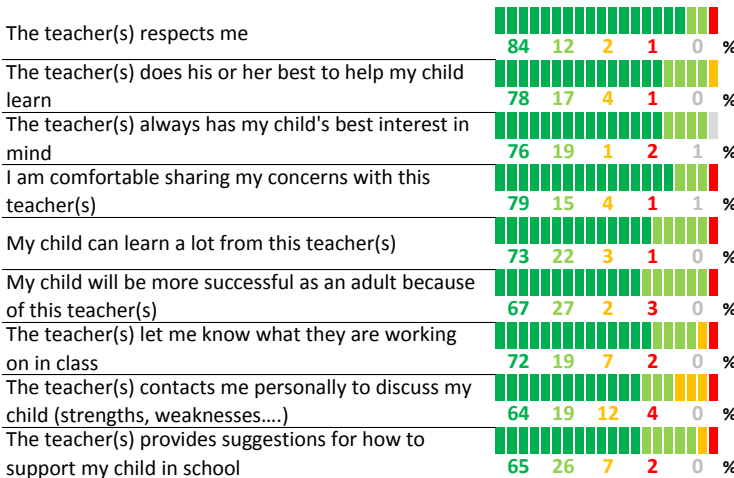 The teacher(s) respects me
84 12 2 1 0 %
The teacher(s) does his or her best to help my child
learn
78 17 4 1 0 %
The teacher(s) always has my child's best interest in
mind
76 19 1 2 1 %
I am comfortable sharing my concerns with this
teacher(s)
79 15 4 1 1 %
My child can learn a lot from this teacher(s)
73 22 3 1 0 %
My child will be more successful as an adult because
of this teacher(s)
67 27 2 3 0 %
The teacher(s) let me know what they are working
on in class
72 19 7 2 0 %
The teacher(s) contacts me personally to discuss my
child (strengths, weaknesses....)
64 19 12 4 0 %
The teacher(s) provides suggestions for how to
support my child in school
65 26 7 2 0 %